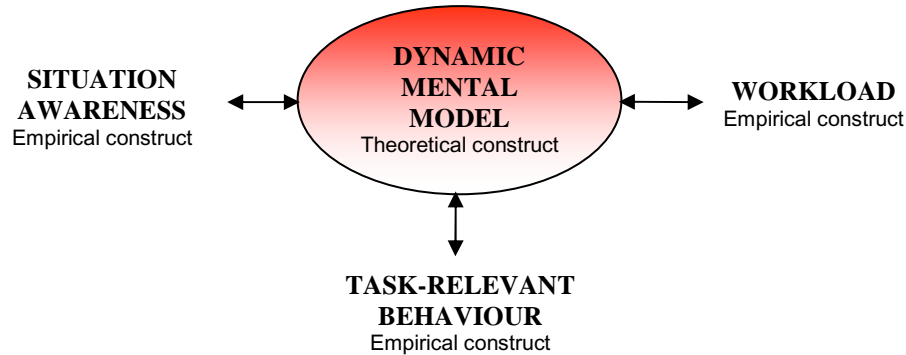 DYNAMIC
MENTAL
MODEL
Theoretical construct
SITUATION
AWARENESS
Empirical construct
WORKLOAD
Empirical construct
TASK-RELEVANT
BEHAVIOUR
Empirical construct